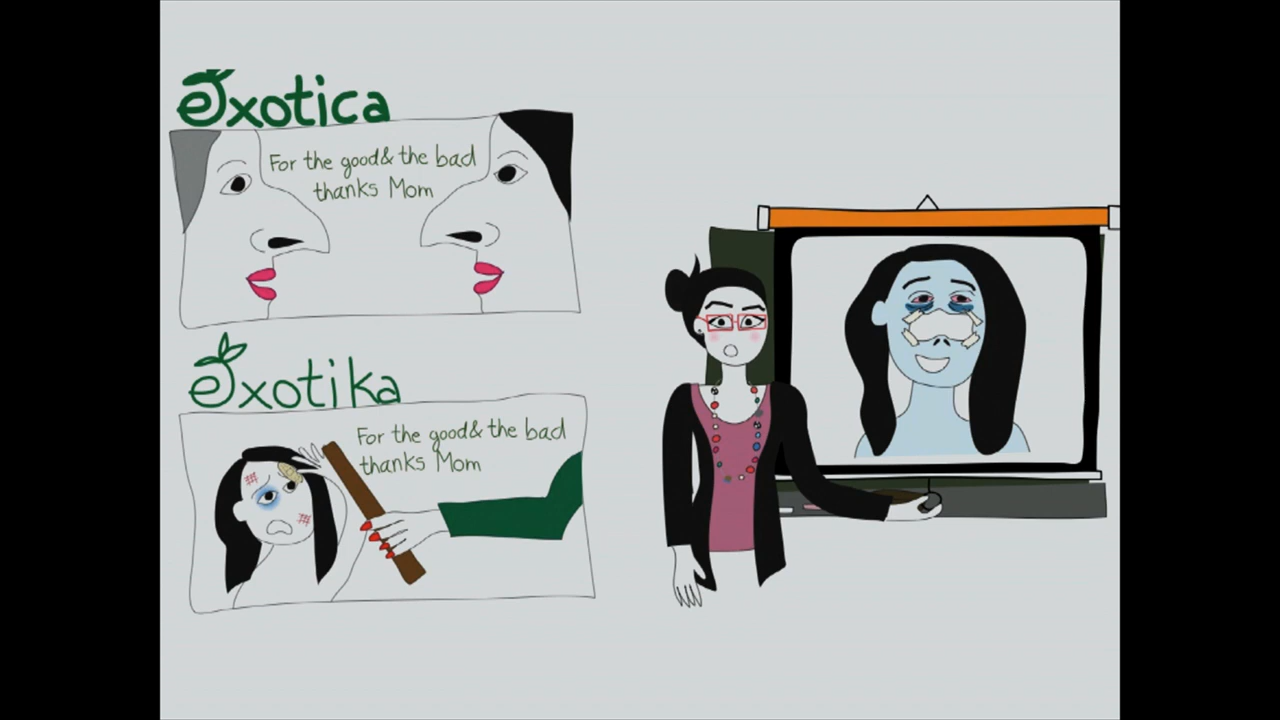 exotica
For the good & the bad
thanks Mom
exotika
For the good & the bad
thanks Mom